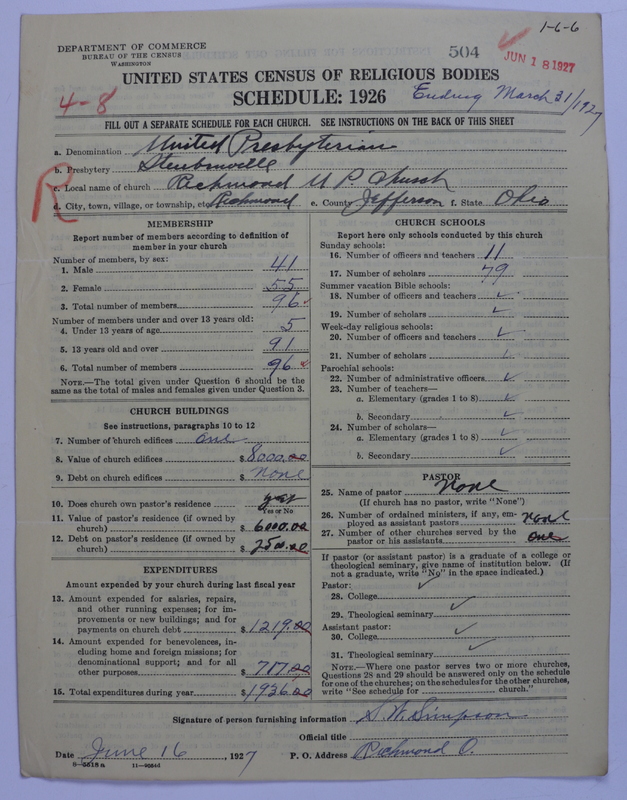 1-6-6
DEPARTMENT OF COMMERCE
BUREAU OF THE CENSUS
WASHINGTON
504
JUN 18 1927
UNITED STATES CENSUS OF RELIGIOUS BODIES
4-8
SCHEDULE: 1926 Ending March 31/1927
FILL OUT A SEPARATE SCHEDULE FOR EACH CHURCH. SEE INSTRUCTIONS ON THE BACK OF THIS SHEET
R
a. Denomination United Presbyterian
b. Presbytery Steubenville
c. Local name of church Richmond U P. Church
d. City, town, village, or township, etc. Richmond e. County Jefferson f. State Ohio
MEMBERSHIP
Report number of members according to definition of
member in your church
Number of members, by sex:
1. Male 41
2. Female 55
3. Total number of members 96
Number of members under and over 13 years old:
4. Under 13 years of age 5
5. 13 years old and over 91
6. Total number of members 96
NOTE.—The total given under Question 6 should be the
same as the total of males and females given under Question 3.
CHURCH BUILDINGS
See instructions, paragraphs 10 to 12
7. Number of church edifices one
8. Value of church edifices $ 8000.00
9. Debt on church edifices $ None
10. Does church own pastor's residence yes
Yes or No
11. Value of pastor's residence (if owned by
church) $ 6000.00
12. Debt on pastor's residence (if owned by
church) $ 2500.00
EXPENDITURES
Amount expended by your church during last fiscal year
13. Amount expended for salaries, repairs,
and other running expenses; for im-
provements or new buildings; and for
payments on church debt $ 1219.00
14. Amount expended for benevolences, in-
cluding home and foreign missions; for
denominational support; and for all
other purposes $ 717.00
15. Total expenditures during year $ 1936.00
CHURCH SCHOOLS
Report here only schools conducted by this church
Sunday schools:
16. Number of officers and teachers 11
17. Number of scholars 79
Summer vacation Bible schools:
18. Number of officers and teachers ✓
19. Number of scholars ✓
Week-day religious schools:
20. Number of officers and teachers ✓
21. Number of scholars ✓
Parochial schools:
22. Number of administrative officers ✓
23. Number of teachers—
a. Elementary (grades 1 to 8) ✓
b. Secondary ✓
24. Number of scholars—
a. Elementary (grades 1 to 8) ✓
b. Secondary ✓
PASTOR
25. Name of pastor None
(If church has no pastor, write "None")
26. Number of ordained ministers, if any, em-
ployed as assistant pastors none
27. Number of other churches served by the
pastor or his assistants one
If pastor (or assistant pastor) is a graduate of a college or
theological seminary, give name of institution below. (If
not a graduate, write "No" in the space indicated.)
Pastor:
28. College ✓
29. Theological seminary ✓
Assistant pastor:
30. College ✓
31. Theological seminary ✓
NOTE.—Where one pastor serves two or more churches,
Questions 28 and 29 should be answered only on the schedule
for one of the churches; on the schedules for the other churches,
write "See schedule for church."
Signature of person furnishing information S. W. Simpson
Official title
Date June 16, 1927 P. O. Address Richmond O.
8-5518a